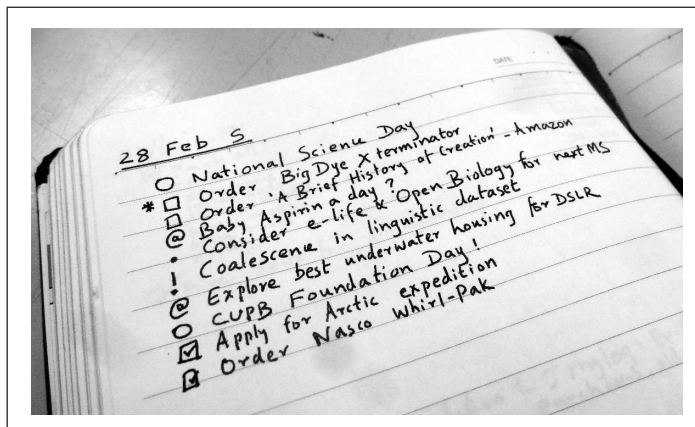 DATE
28 Feb S
○ National Science Day
*□ Order BigDye Xterminator
□ Order 'A Brief History of Creation' - Amazon
@ Baby Aspirin a day?
• Consider e-life & Open Biology for next MS
! Coalescence in linguistic dataset
@ Explore best underwater housing for DSLR
○ CUPB Foundation Day!
☑ Apply for Arctic expedition
☑ Order Nasco Whirl-Pak